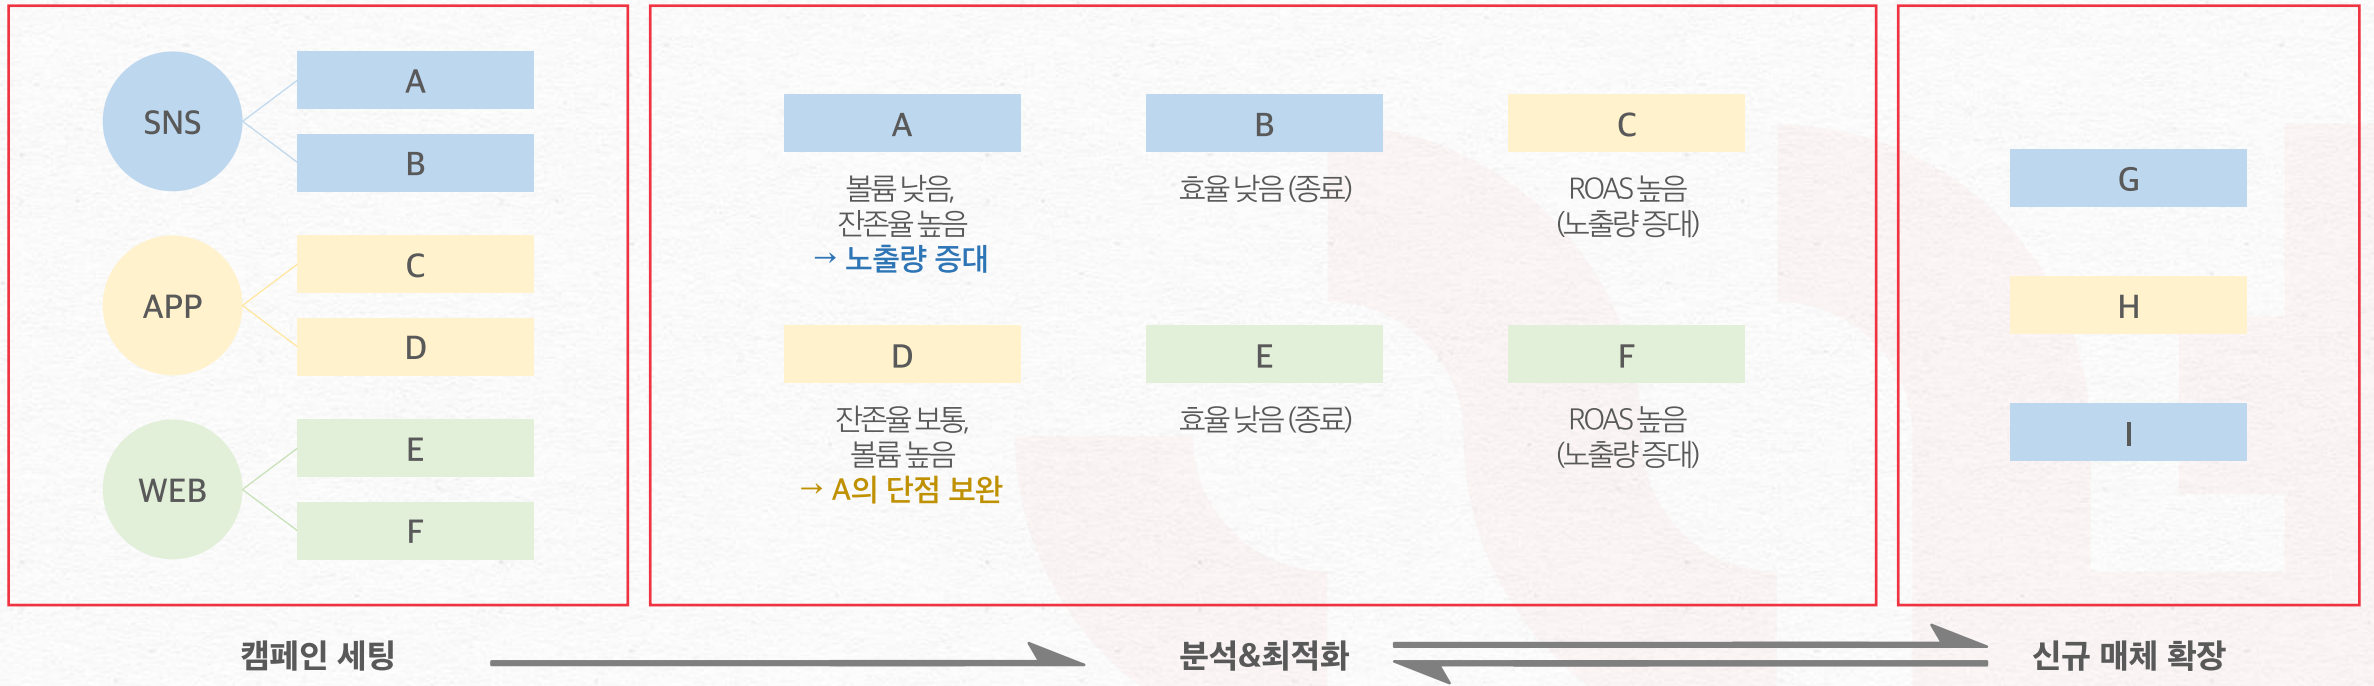 SNS
A
B
APP
C
D
WEB
E
F
A
볼륨 낮음,
잔존율 높음
→ 노출량 증대
B
효율 낮음 (종료)
C
ROAS 높음
(노출량 증대)
D
잔존율 보통,
볼륨 높음
→ A의 단점 보완
E
효율 낮음 (종료)
F
ROAS 높음
(노출량 증대)
G
H
I
캠페인 세팅
분석&최적화
신규 매체 확장